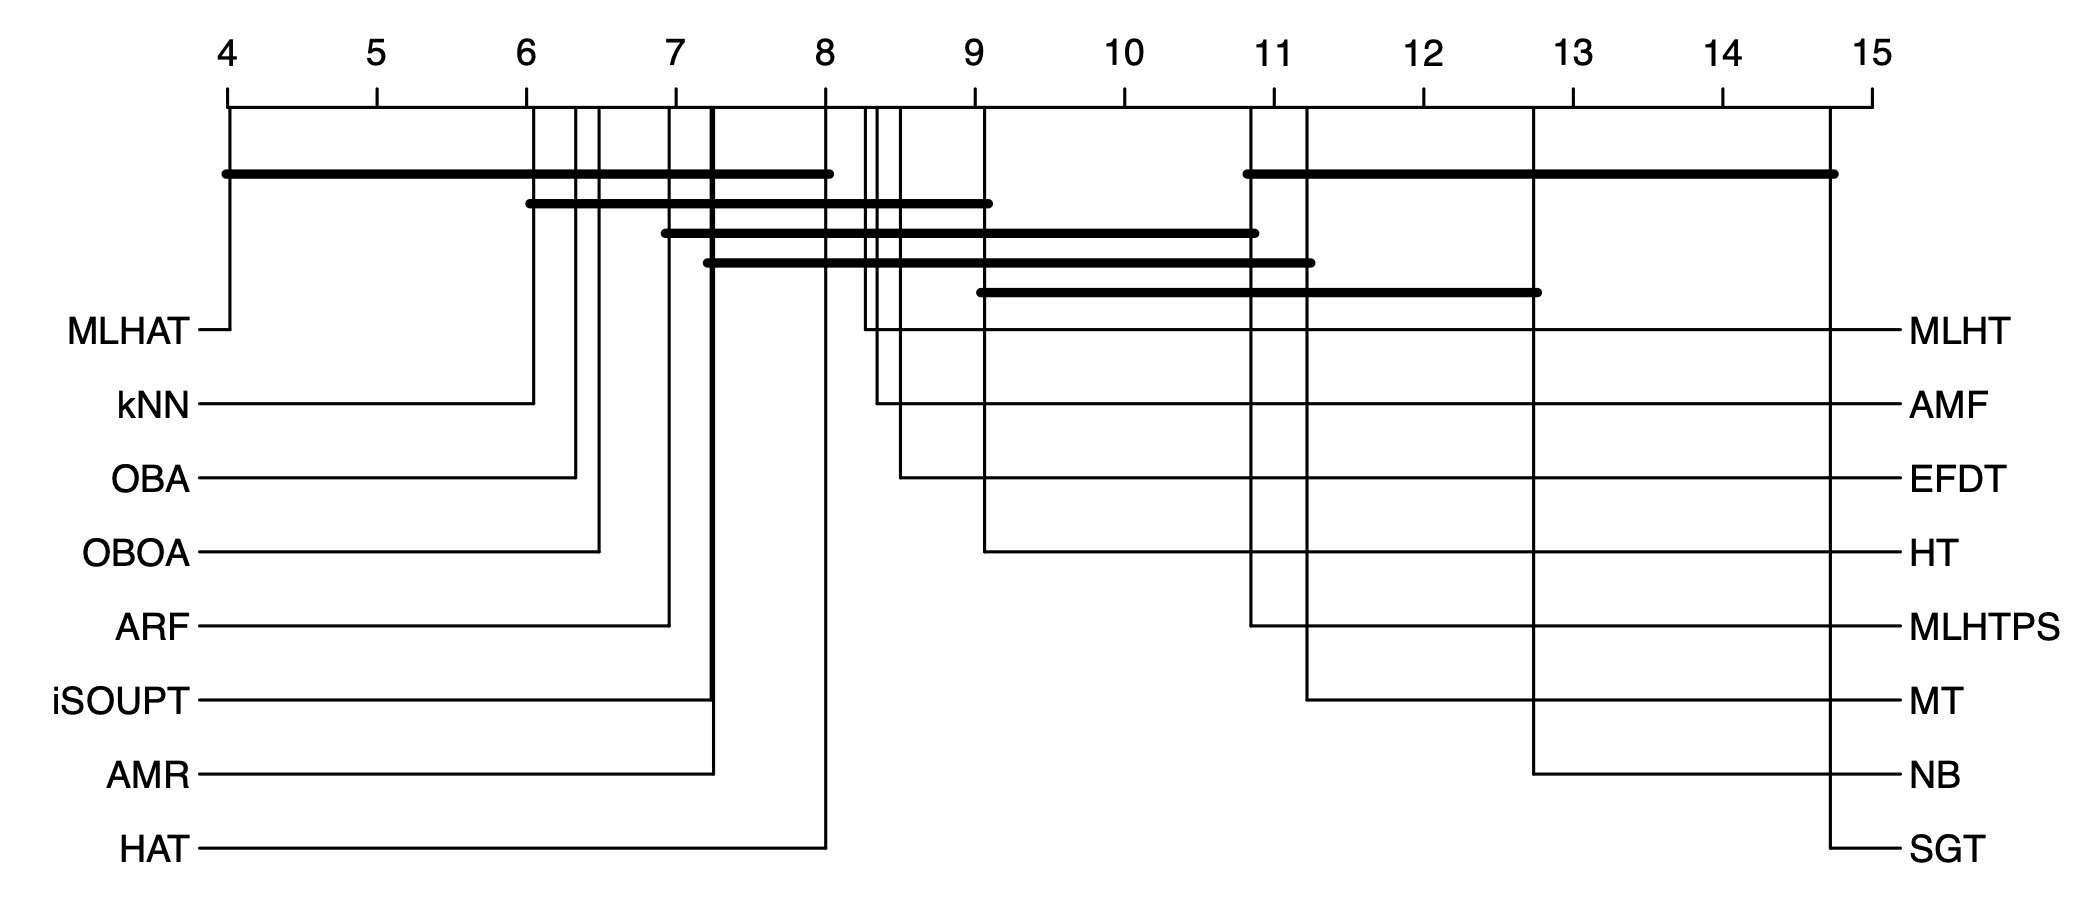 4 5 6 7 8 9 10 11 12 13 14 15
MLHAT MLHT
kNN AMF
OBA EFDT
OBOA HT
ARF MLHTPS
iSOUPT MT
AMR NB
HAT SGT